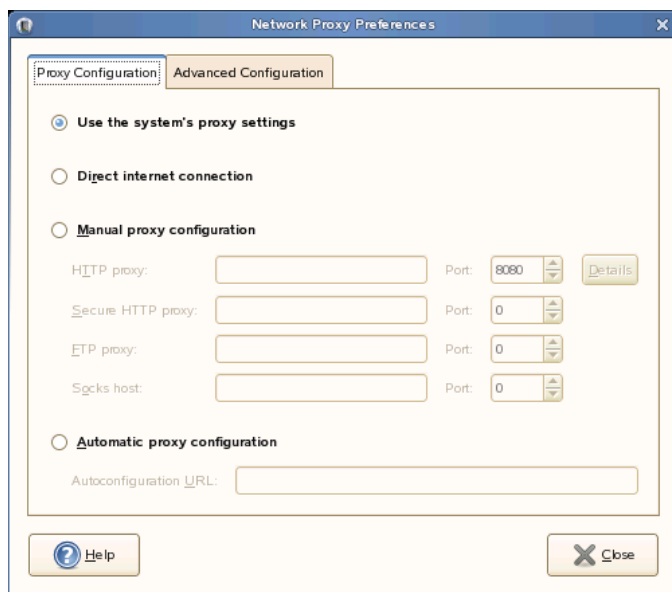 Network Proxy Preferences
Proxy Configuration Advanced Configuration
Use the system's proxy settings
Direct internet connection
Manual proxy configuration
HTTP proxy: Port: 8080 Details
Secure HTTP proxy: Port: 0
FTP proxy: Port: 0
Socks host: Port: 0
Automatic proxy configuration
Autoconfiguration URL:
Help Close